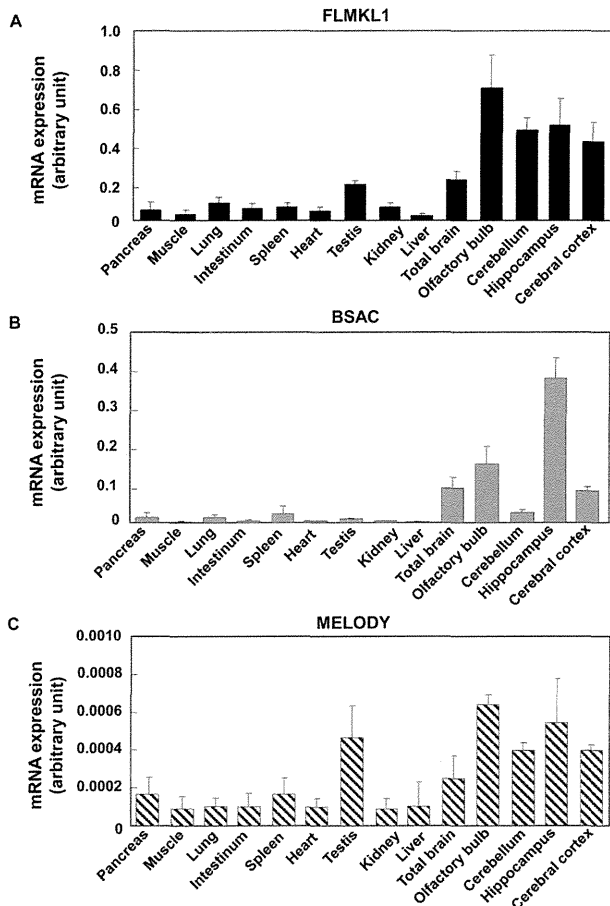 A
FLMKL1
mRNA expression
(arbitrary unit)
1.0
0.8
0.6
0.4
0.2
0
Pancreas
Muscle
Lung
Intestinum
Spleen
Heart
Testis
Kidney
Liver
Total brain
Olfactory bulb
Cerebellum
Hippocampus
Cerebral cortex
B
BSAC
mRNA expression
(arbitrary unit)
0.5
0.4
0.2
0.1
0
Pancreas
Muscle
Lung
Intestinum
Spleen
Heart
Testis
Kidney
Liver
Total brain
Olfactory bulb
Cerebellum
Hippocampus
Cerebral cortex
C
MELODY
mRNA expression
(arbitrary unit)
0.0010
0.0008
0.0006
0.0004
0.0002
0
Pancreas
Muscle
Lung
Intestinum
Spleen
Heart
Testis
Kidney
Liver
Total brain
Olfactory bulb
Cerebellum
Hippocampus
Cerebral cortex